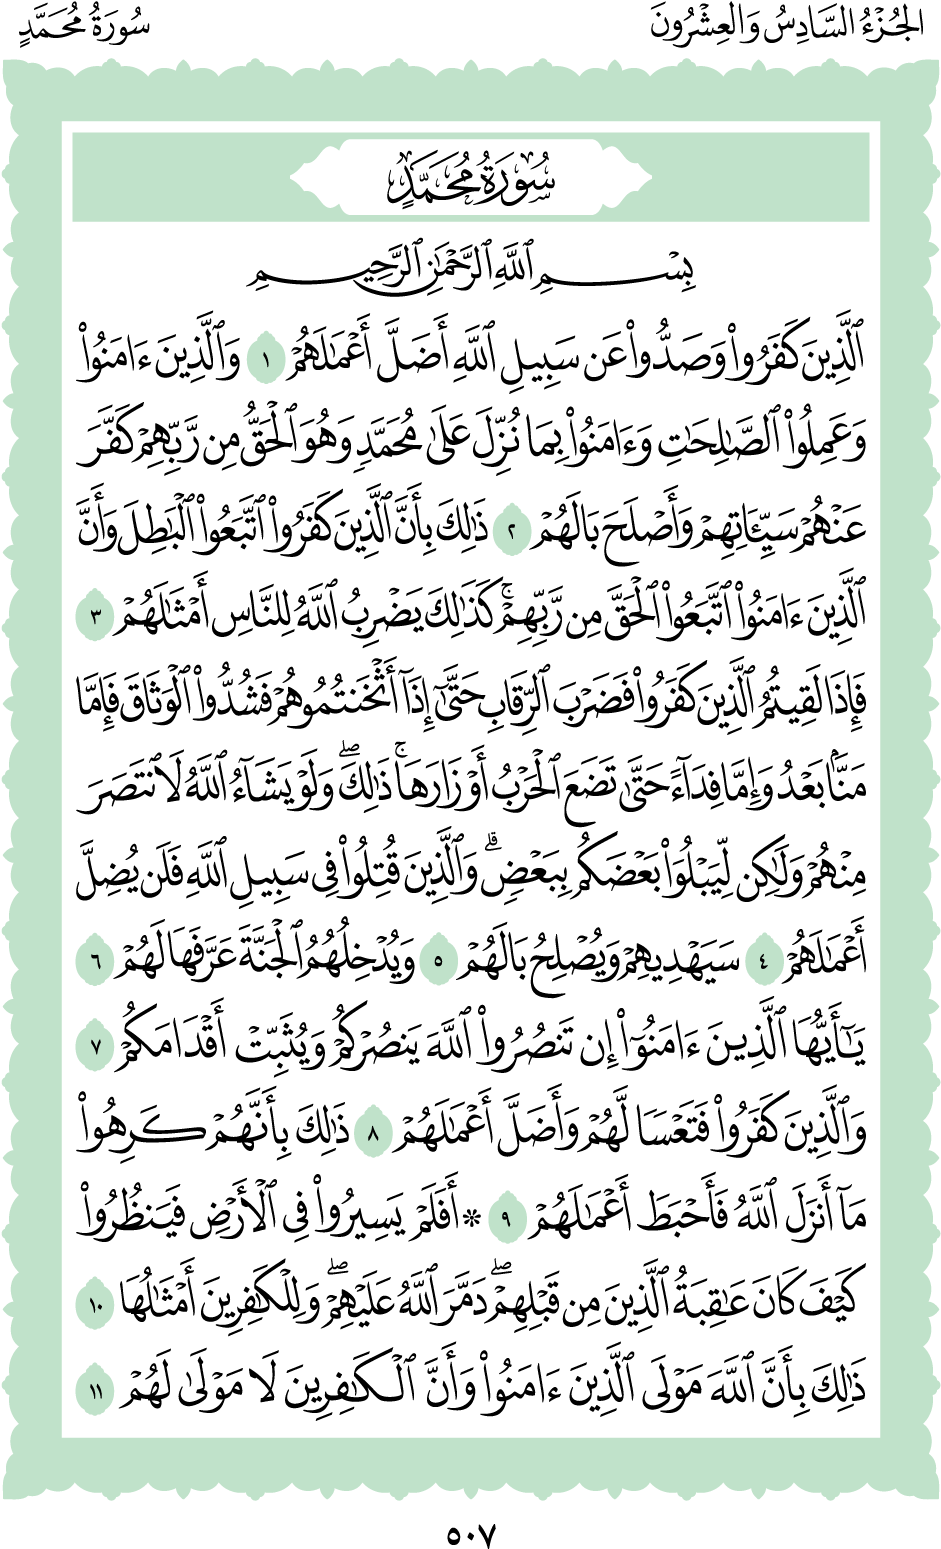 الجُزْءُ السَّادِسُ وَالعِشْرُونَ
سُورَةُ مُحَمَّدٍ
سُورَةُ مُحَمَّدٍ
بِسْمِ ٱللَّهِ ٱلرَّحْمَٰنِ ٱلرَّحِيمِ
ٱلَّذِينَ كَفَرُواْ وَصَدُّواْ عَن سَبِيلِ ٱللَّهِ أَضَلَّ أَعْمَٰلَهُمْ ١ وَٱلَّذِينَ ءَامَنُواْ
وَعَمِلُواْ ٱلصَّٰلِحَٰتِ وَءَامَنُواْ بِمَا نُزِّلَ عَلَىٰ مُحَمَّدٖ وَهُوَ ٱلْحَقُّ مِن رَّبِّهِمْ كَفَّرَ
عَنْهُمْ سَيِّـَٔاتِهِمْ وَأَصْلَحَ بَالَهُمْ ٢ ذَٰلِكَ بِأَنَّ ٱلَّذِينَ كَفَرُواْ ٱتَّبَعُواْ ٱلْبَٰطِلَ وَأَنَّ
ٱلَّذِينَ ءَامَنُواْ ٱتَّبَعُواْ ٱلْحَقَّ مِن رَّبِّهِمْۚ كَذَٰلِكَ يَضْرِبُ ٱللَّهُ لِلنَّاسِ أَمْثَٰلَهُمْ ٣
فَإِذَا لَقِيتُمُ ٱلَّذِينَ كَفَرُواْ فَضَرْبَ ٱلرِّقَابِ حَتَّىٰٓ إِذَآ أَثْخَنتُمُوهُمْ فَشُدُّواْ ٱلْوَثَاقَ فَإِمَّا
مَنَّۢا بَعْدُ وَإِمَّا فِدَآءً حَتَّىٰ تَضَعَ ٱلْحَرْبُ أَوْزَارَهَاۚ ذَٰلِكَۖ وَلَوْ يَشَآءُ ٱللَّهُ لَٱنتَصَرَ
مِنْهُمْ وَلَٰكِن لِّيَبْلُوَاْ بَعْضَكُم بِبَعْضٖۗ وَٱلَّذِينَ قُتِلُواْ فِي سَبِيلِ ٱللَّهِ فَلَن يُضِلَّ
أَعْمَٰلَهُمْ ٤ سَيَهْدِيهِمْ وَيُصْلِحُ بَالَهُمْ ٥ وَيُدْخِلُهُمُ ٱلْجَنَّةَ عَرَّفَهَا لَهُمْ ٦
يَٰٓأَيُّهَا ٱلَّذِينَ ءَامَنُوٓاْ إِن تَنصُرُواْ ٱللَّهَ يَنصُرْكُمْ وَيُثَبِّتْ أَقْدَامَكُمْ ٧
وَٱلَّذِينَ كَفَرُواْ فَتَعْسٗا لَّهُمْ وَأَضَلَّ أَعْمَٰلَهُمْ ٨ ذَٰلِكَ بِأَنَّهُمْ كَرِهُواْ
مَآ أَنزَلَ ٱللَّهُ فَأَحْبَطَ أَعْمَٰلَهُمْ ٩ ۞ أَفَلَمْ يَسِيرُواْ فِي ٱلْأَرْضِ فَيَنظُرُواْ
كَيْفَ كَانَ عَٰقِبَةُ ٱلَّذِينَ مِن قَبْلِهِمْۖ دَمَّرَ ٱللَّهُ عَلَيْهِمْۖ وَلِلْكَٰفِرِينَ أَمْثَٰلُهَا ١٠
ذَٰلِكَ بِأَنَّ ٱللَّهَ مَوْلَى ٱلَّذِينَ ءَامَنُواْ وَأَنَّ ٱلْكَٰفِرِينَ لَا مَوْلَىٰ لَهُمْ ١١
٥٠٧